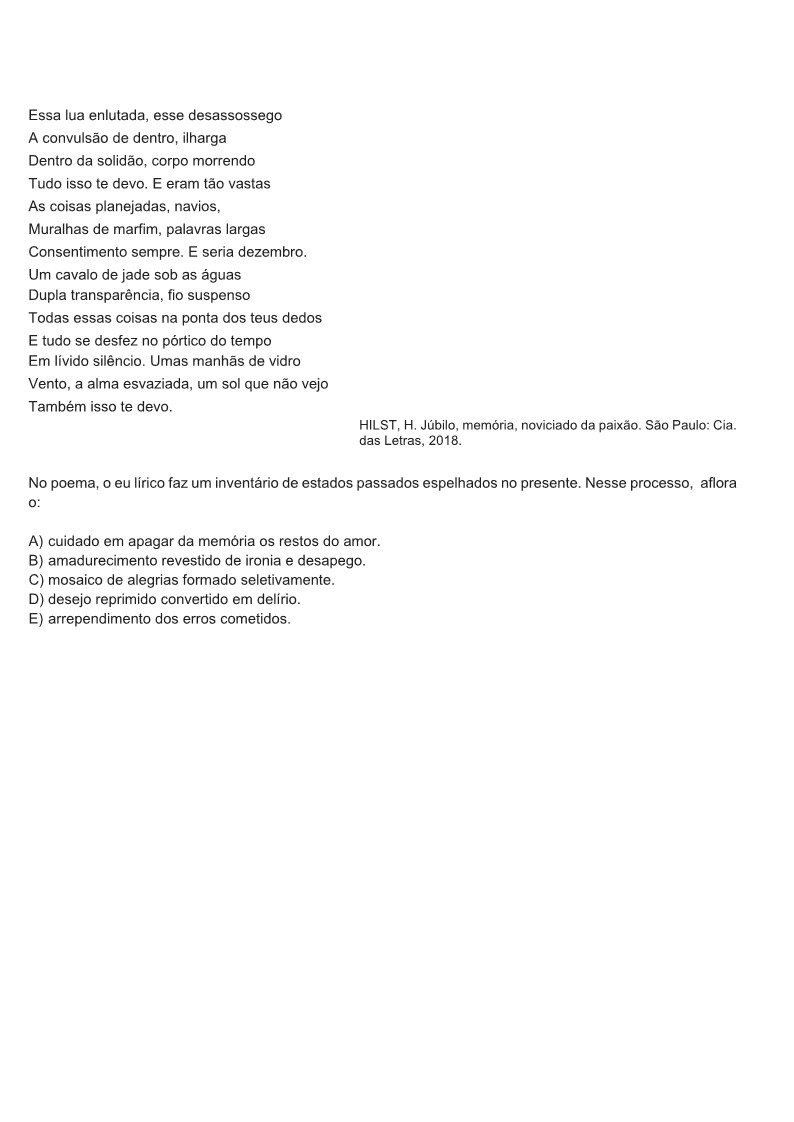 Essa lua enlutada, esse desassossego
A convulsão de dentro, ilharga
Dentro da solidão, corpo morrendo
Tudo isso te devo. E eram tão vastas
As coisas planejadas, navios,
Muralhas de marfim, palavras largas
Consentimento sempre. E seria dezembro.
Um cavalo de jade sob as águas
Dupla transparência, fio suspenso
Todas essas coisas na ponta dos teus dedos
E tudo se desfez no pórtico do tempo
Em lívido silêncio. Umas manhãs de vidro
Vento, a alma esvaziada, um sol que não vejo
Também isso te devo.
HILST, H. Júbilo, memória, noviciado da paixão. São Paulo: Cia.
das Letras, 2018.
No poema, o eu lírico faz um inventário de estados passados espelhados no presente. Nesse processo, aflora
o:
A) cuidado em apagar da memória os restos do amor.
B) amadurecimento revestido de ironia e desapego.
C) mosaico de alegrias formado seletivamente.
D) desejo reprimido convertido em delírio.
E) arrependimento dos erros cometidos.